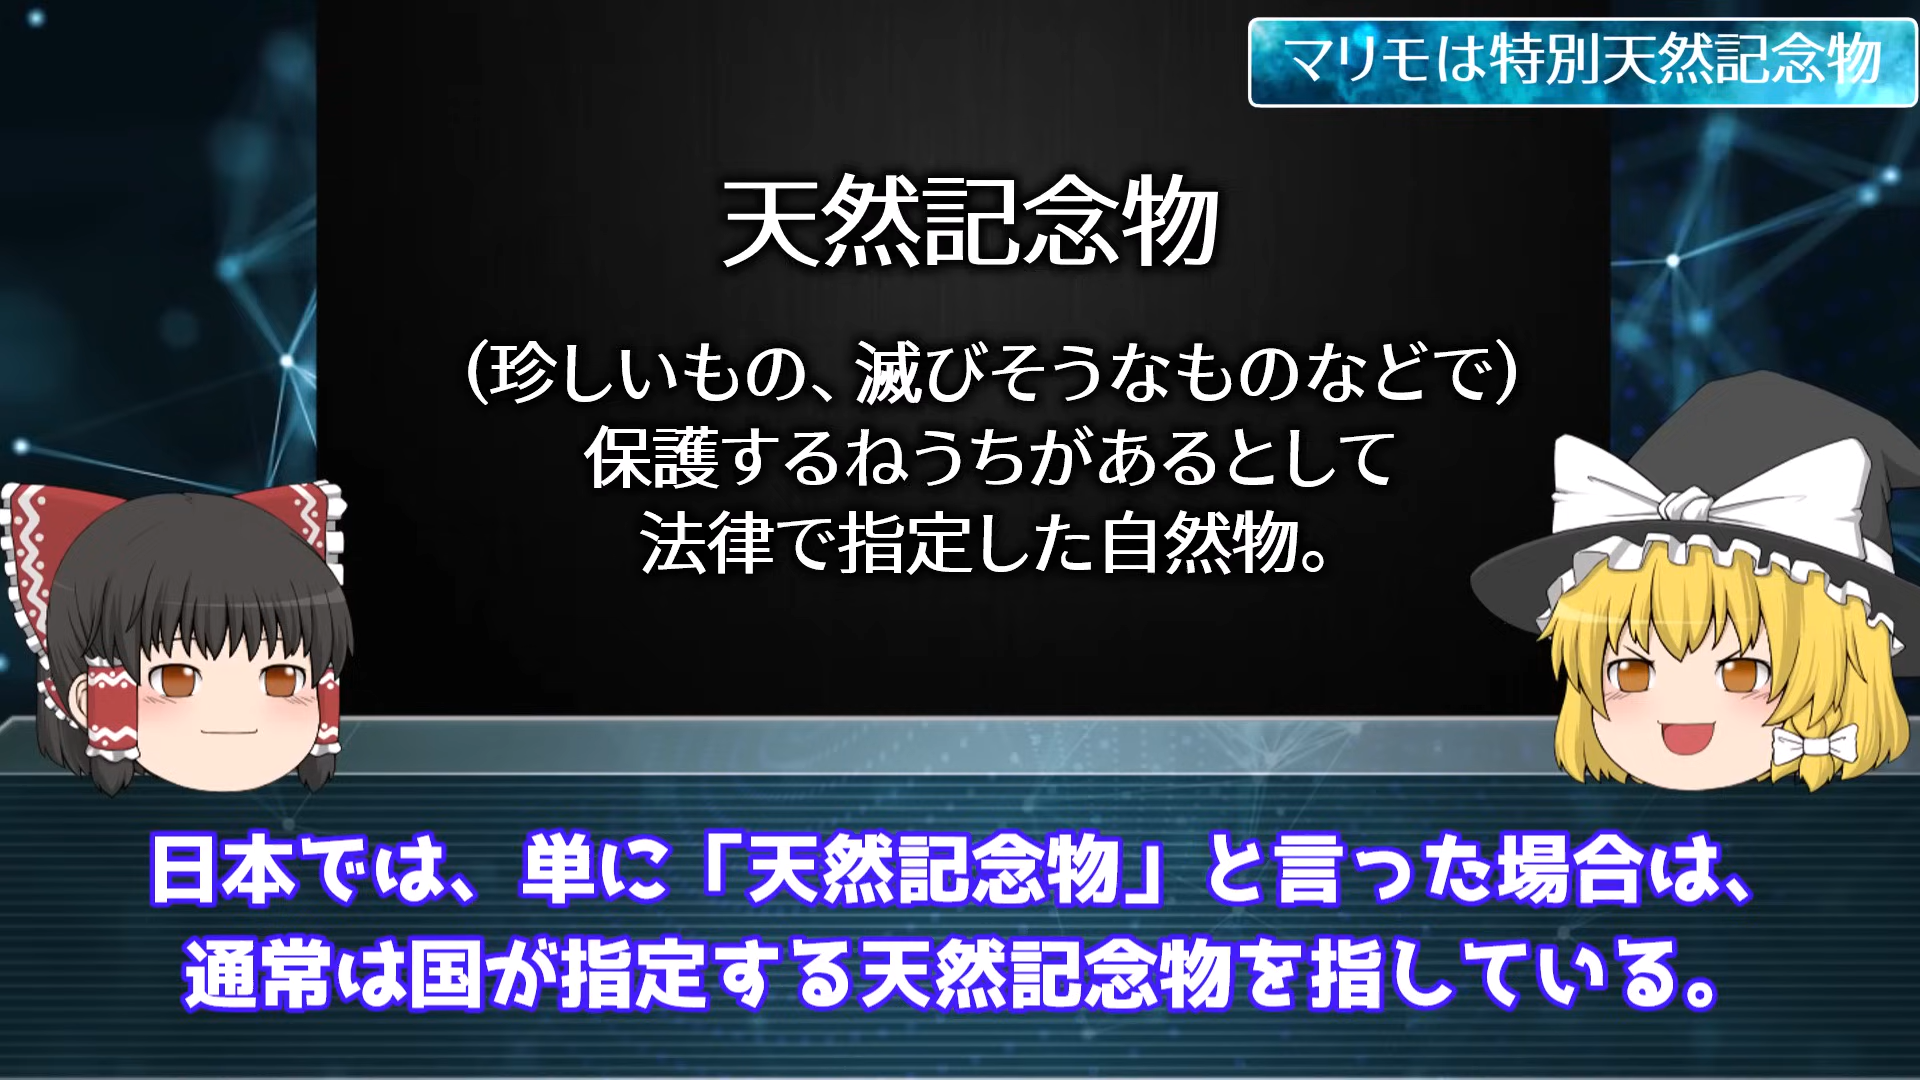 マリモは特別天然記念物
天然記念物
（珍しいもの、滅びそうなものなどで）
保護するねうちがあるとして
法律で指定した自然物。
日本では、単に「天然記念物」と言った場合は、
通常は国が指定する天然記念物を指している。